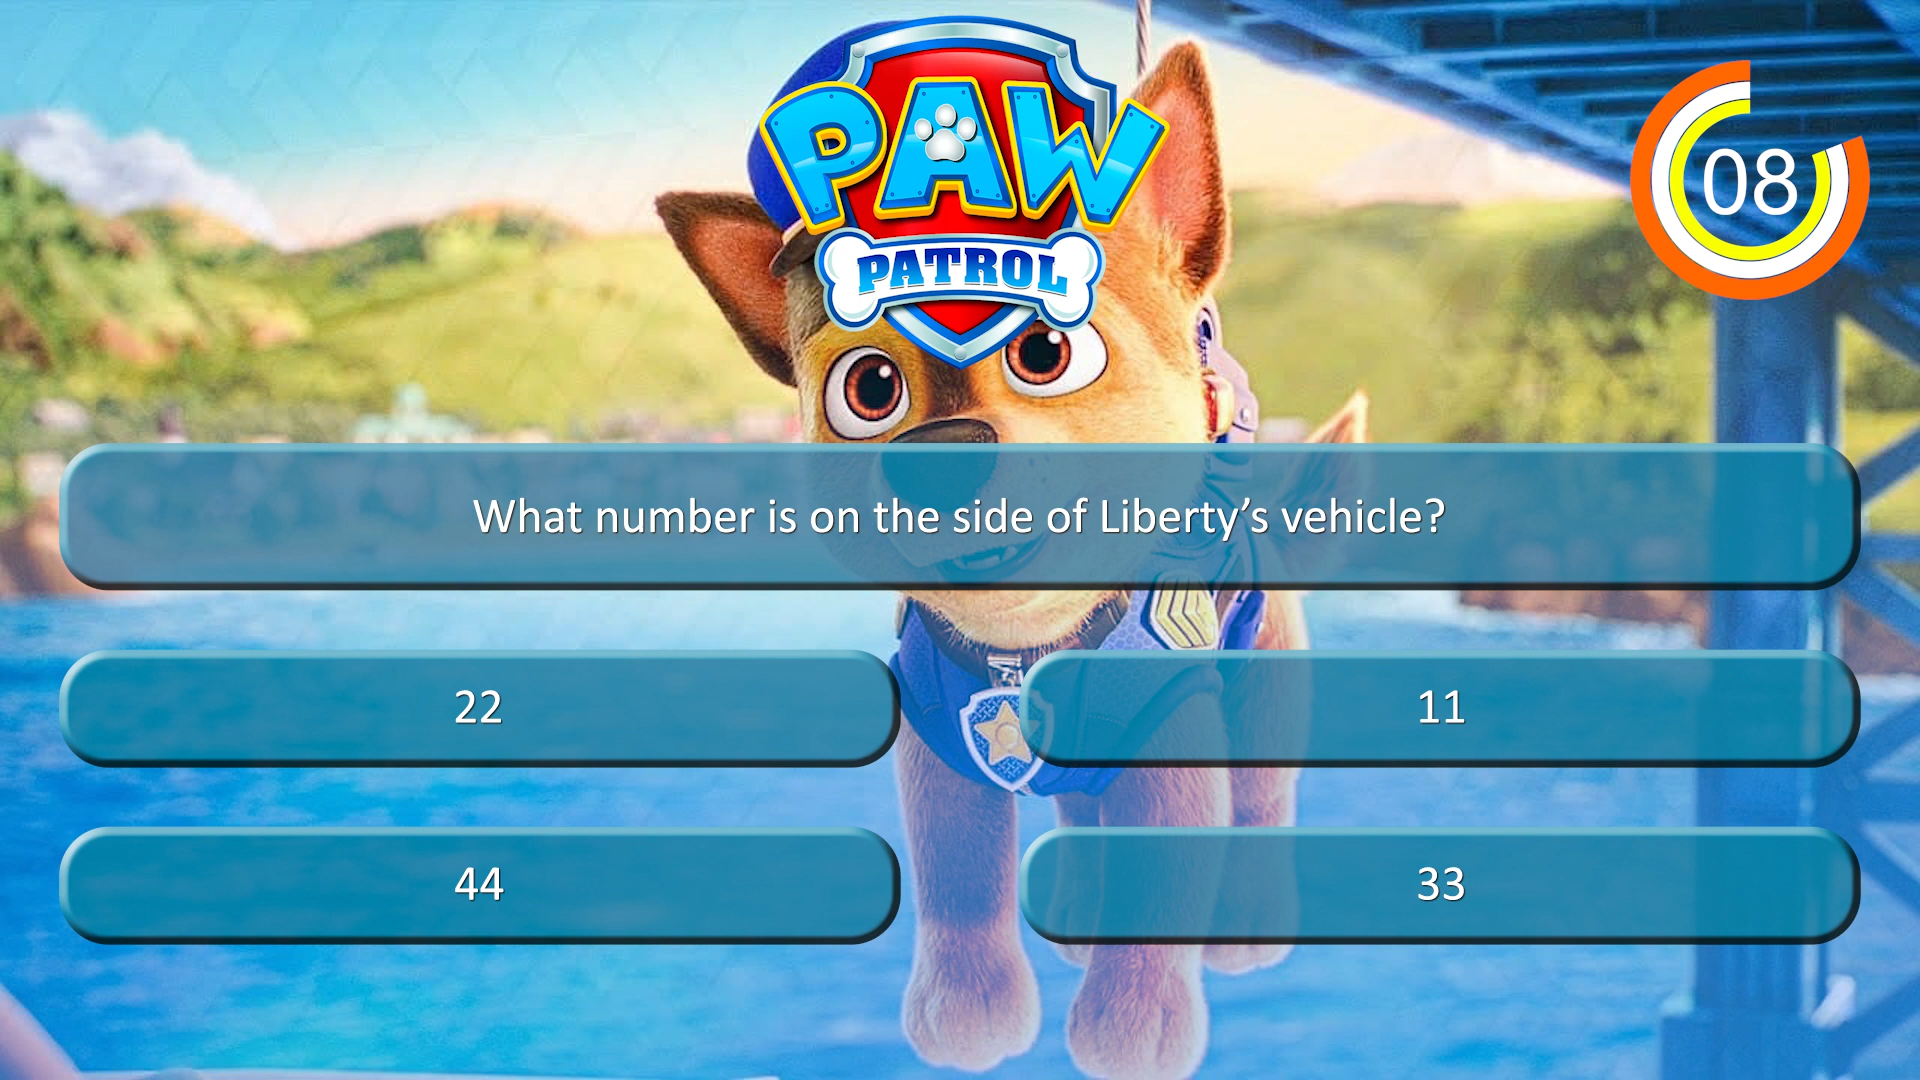 PAW
PATROL
08
What number is on the side of Liberty’s vehicle?
22
11
44
33